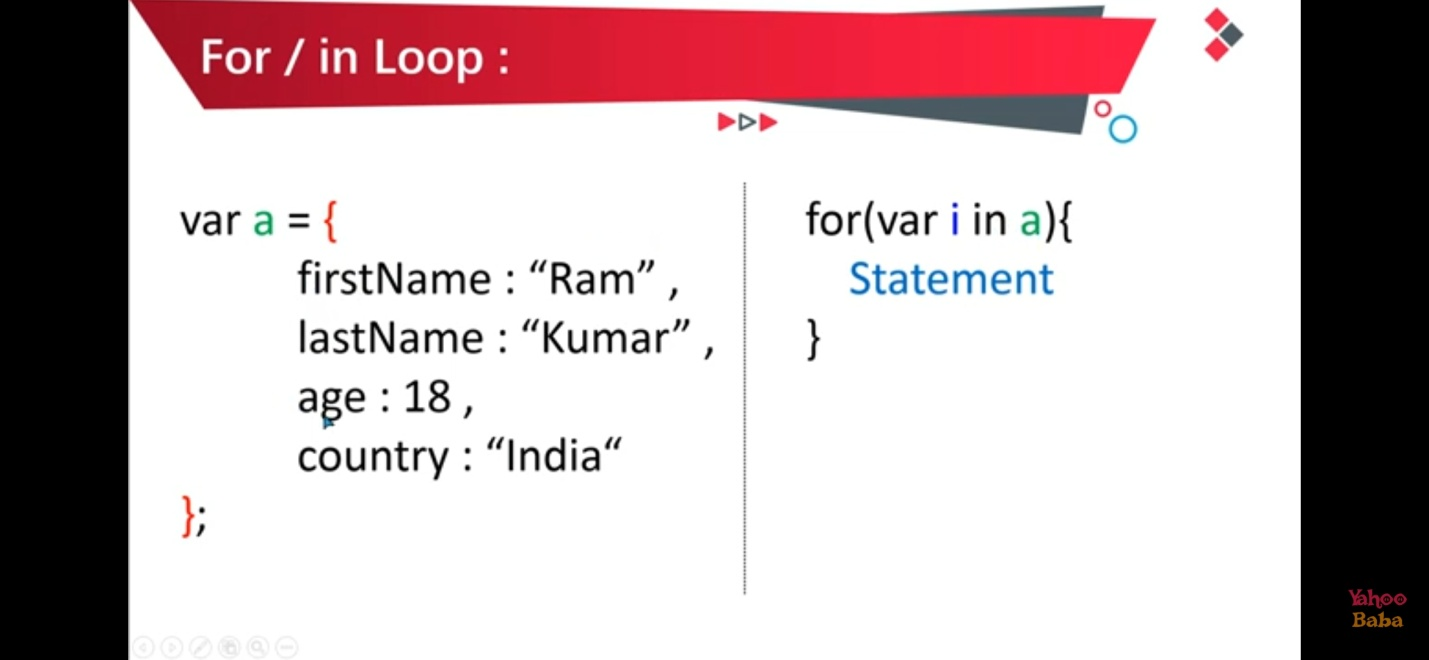 For / in Loop :
var a = {
firstName : “Ram” ,
lastName : “Kumar” ,
age : 18 ,
country : “India“
};
for(var i in a){
Statement
}
Yahoo
Baba